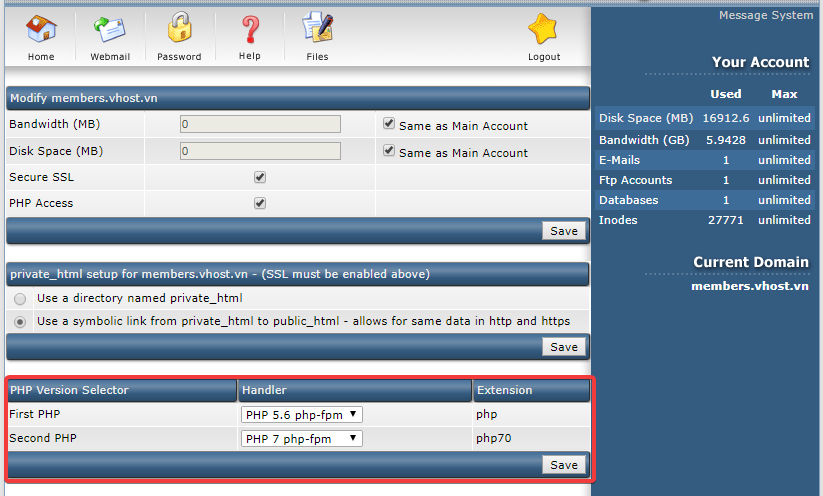 Message System
Home Webmail Password Help Files Logout
Your Account
Used Max
Disk Space (MB) 16912.6 unlimited
Bandwidth (GB) 5.9428 unlimited
E-Mails 1 unlimited
Ftp Accounts 1 unlimited
Databases 1 unlimited
Inodes 27771 unlimited
Current Domain
members.vhost.vn
Modify members.vhost.vn
Bandwidth (MB) 0 Same as Main Account
Disk Space (MB) 0 Same as Main Account
Secure SSL
PHP Access
Save
private_html setup for members.vhost.vn - (SSL must be enabled above)
Use a directory named private_html
Use a symbolic link from private_html to public_html - allows for same data in http and https
Save
PHP Version Selector Handler Extension
First PHP PHP 5.6 php-fpm php
Second PHP PHP 7 php-fpm php70
Save